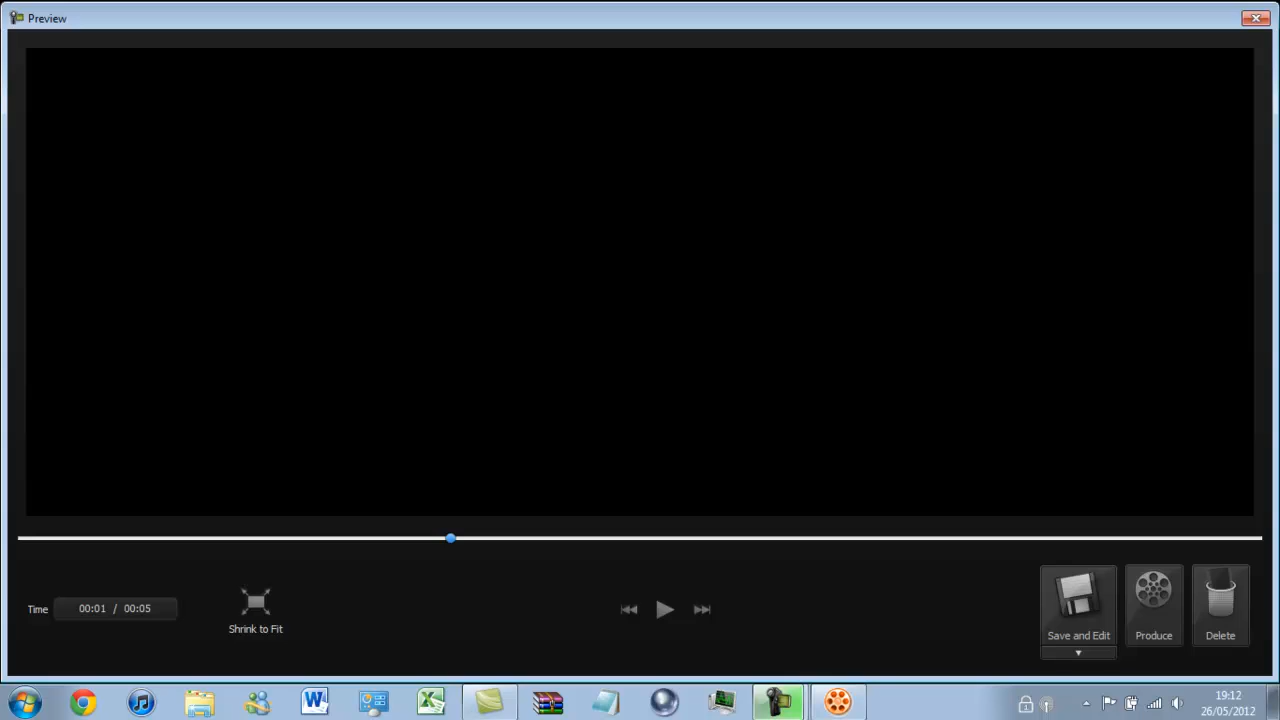 Preview
Time 00:01 / 00:05
Shrink to Fit
Save and Edit
Produce
Delete
19:12
26/05/2012